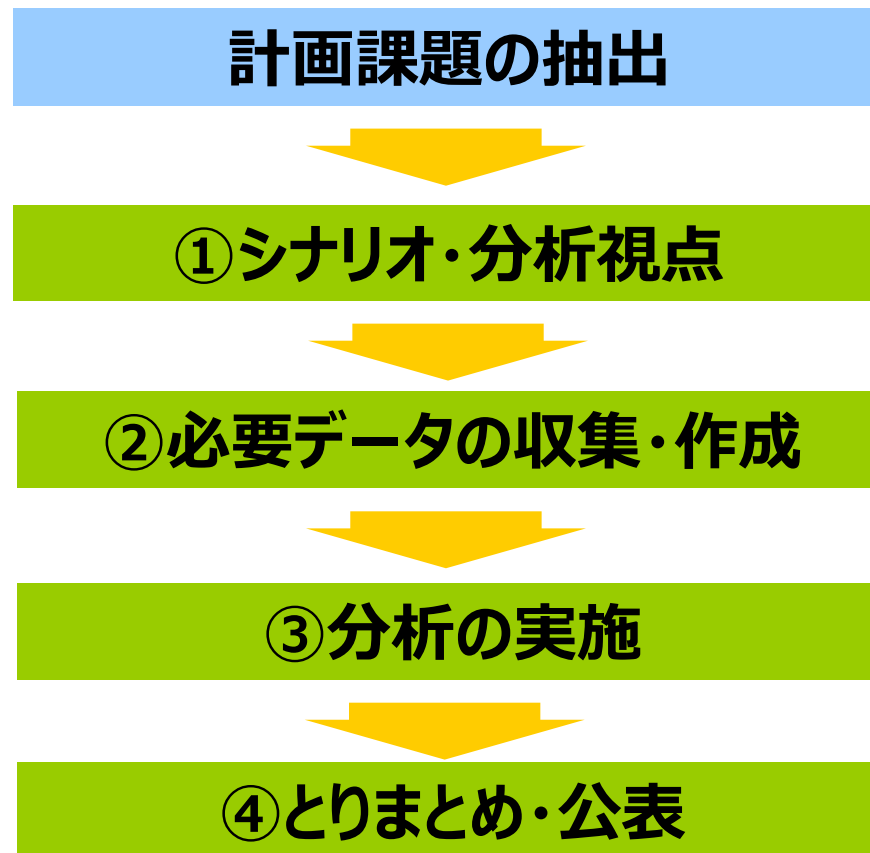 計画課題の抽出
①シナリオ・分析視点
②必要データの収集・作成
③分析の実施
④とりまとめ・公表